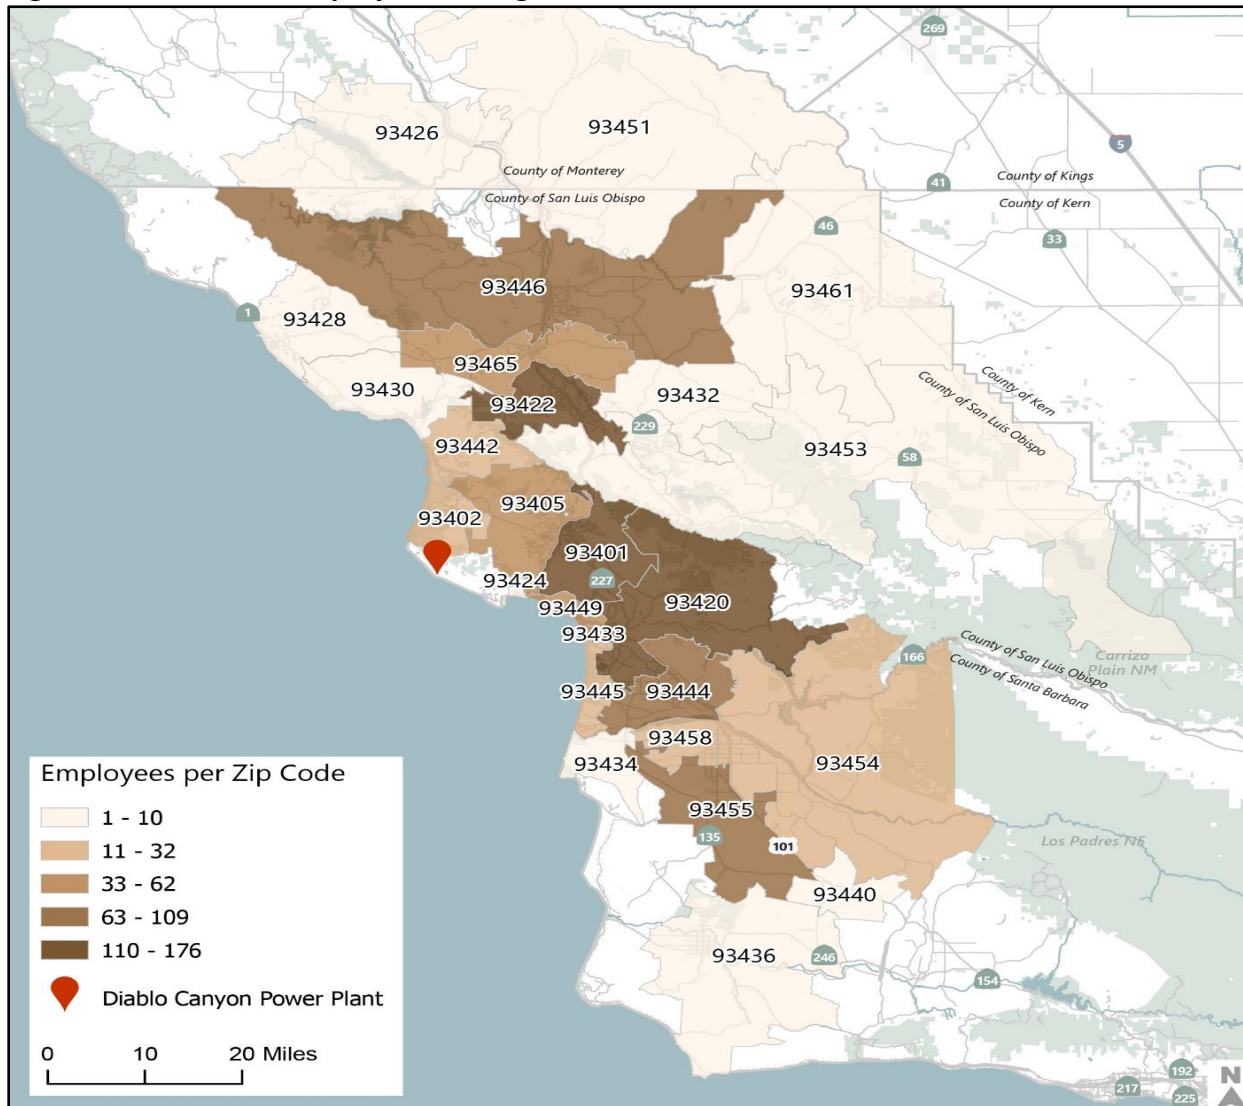 269
93426
93451
5
County of Monterey
County of San Luis Obispo
41
County of Kings
County of Kern
46
33
93446
93461
1
93428
93465
93430
93432
93422
County of Kern
County of San Luis Obispo
229
93442
93453
58
93405
93402
93401
93424
227
93420
93449
93433
County of San Luis Obispo
County of Santa Barbara
166
Carrizo
Plain NM
93445
93444
93458
93434
93454
93455
135
101
Los Padres NF
93440
93436
246
154
192
217
225
N
Employees per Zip Code
1 - 10
11 - 32
33 - 62
63 - 109
110 - 176
Diablo Canyon Power Plant
0 10 20 Miles